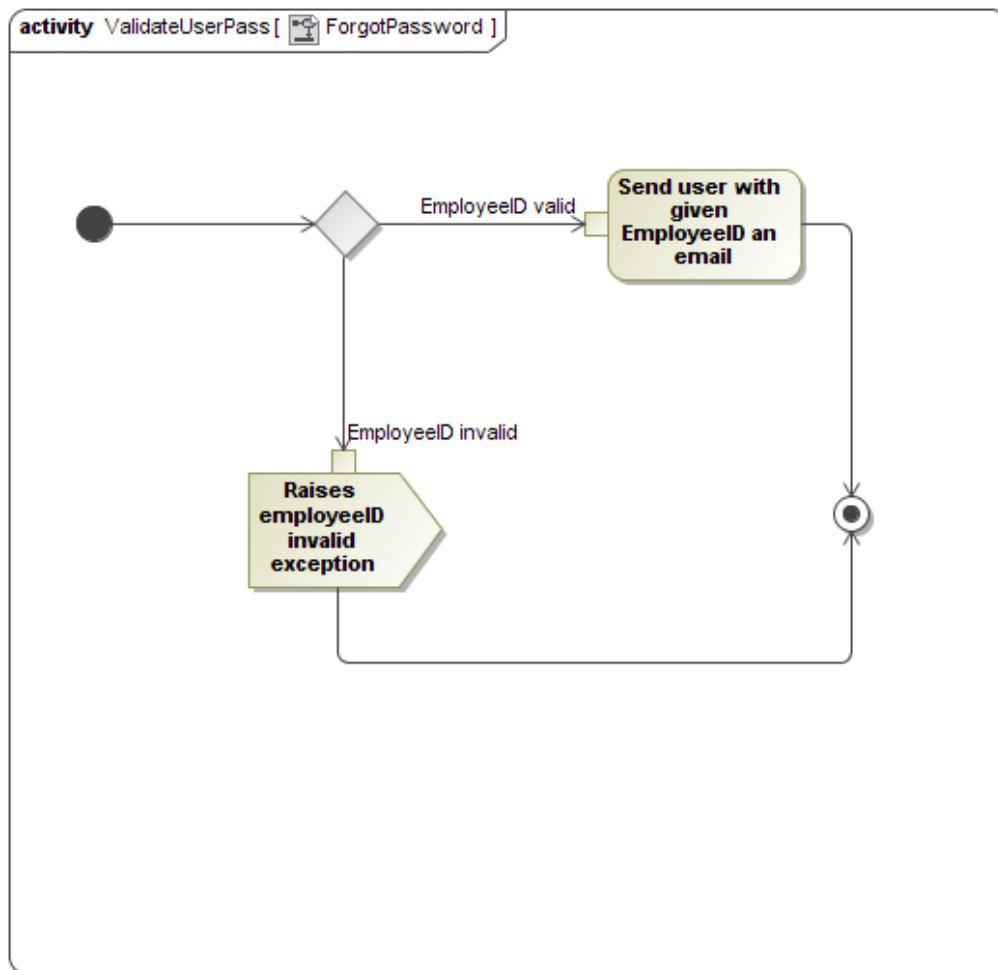 activity ValidateUserPass [ ForgotPassword ]
EmployeeID valid
Send user with
given
EmployeeID an
email
EmployeeID invalid
Raises
employeeID
invalid
exception